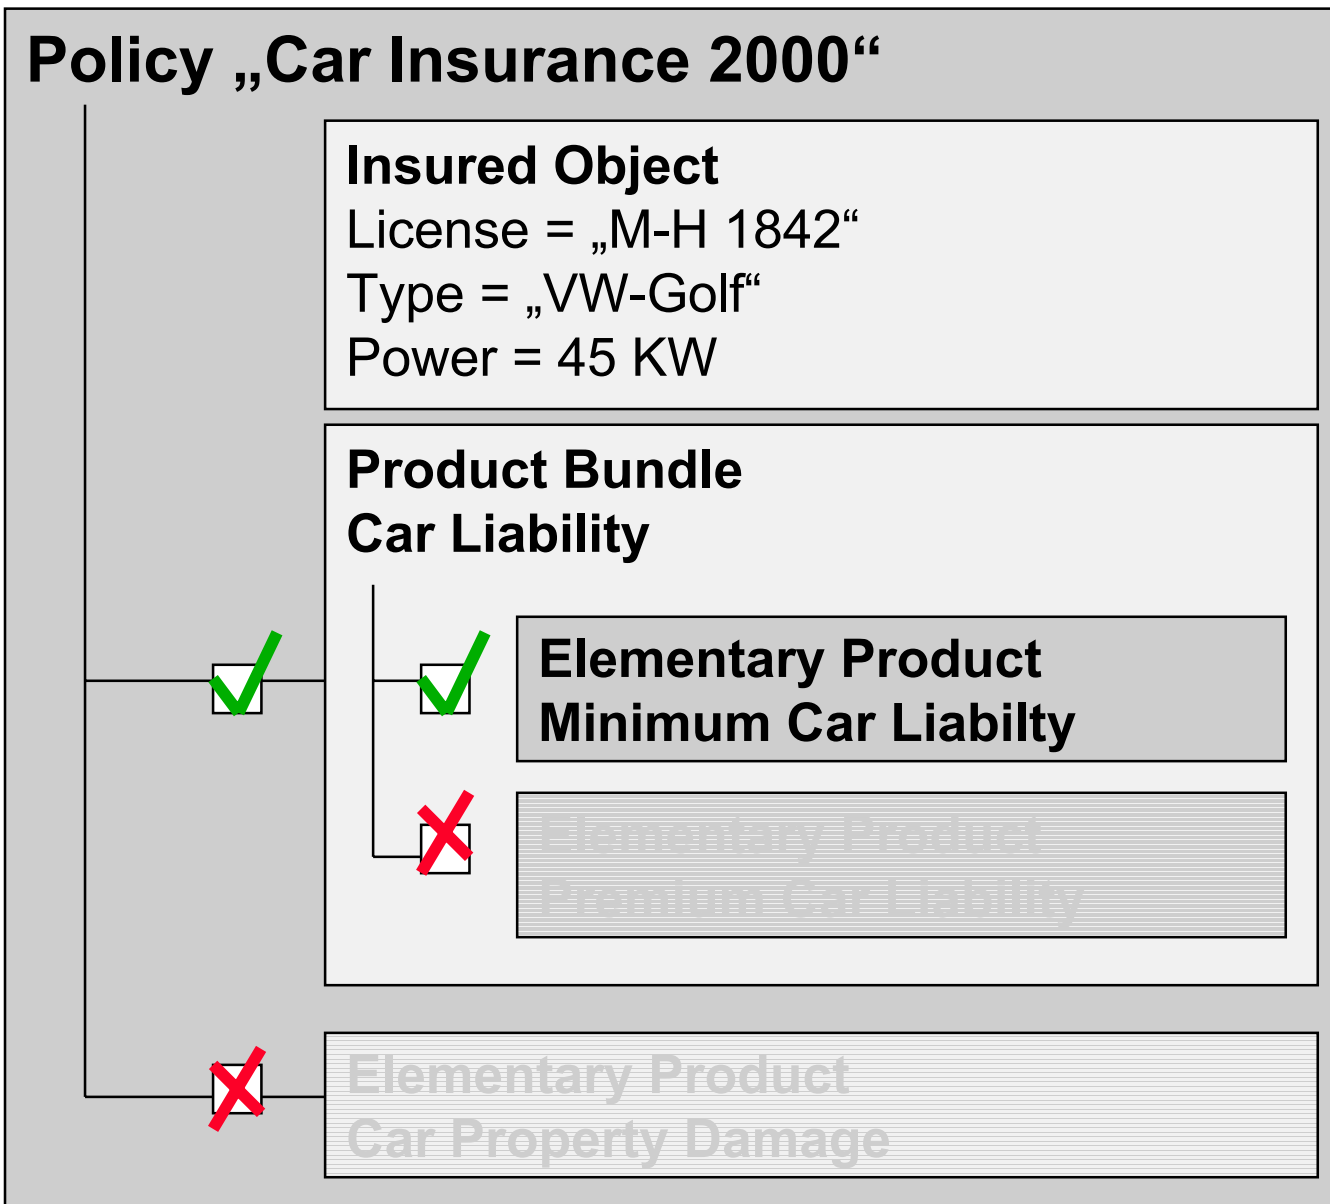 Policy „Car Insurance 2000“
Insured Object
License = „M-H 1842“
Type = „VW-Golf“
Power = 45 KW
Product Bundle
Car Liability
Elementary Product
Minimum Car Liabilty
Elementary Product
Premium Car Liability
Elementary Product
Car Property Damage